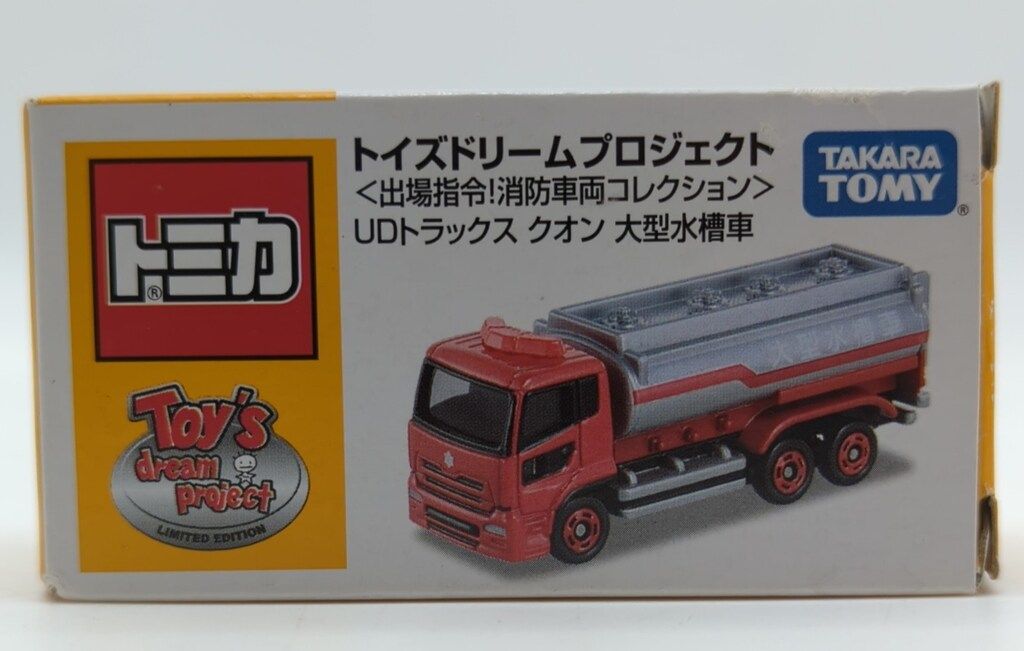 トイズドリームプロジェクト
<出場指令!消防車両コレクション>
UDトラックス クオン 大型水槽車
TAKARA
TOMY
®
トミカ
®
Toy's
dream
project
LIMITED EDITION
大型水槽車